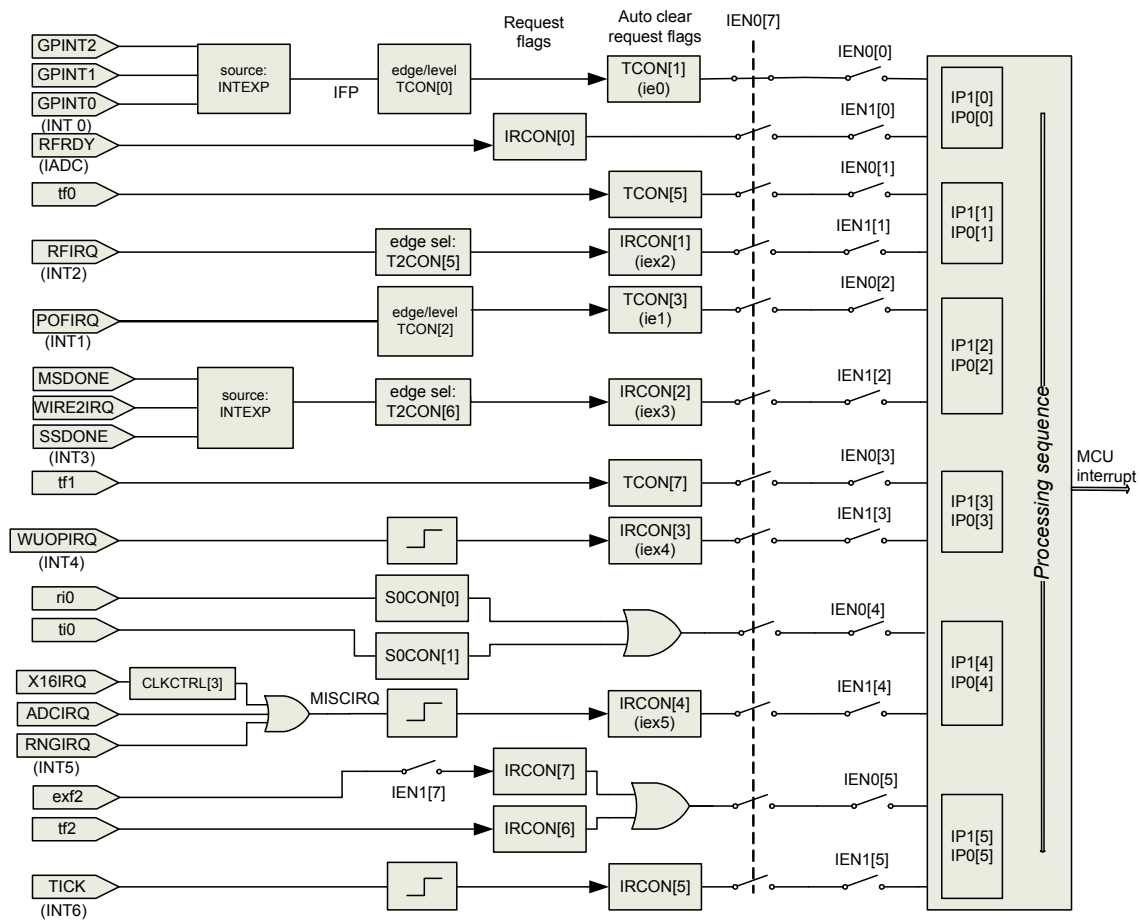 Request
flags
Auto clear
request flags
IEN0[7]
GPINT2
GPINT1
GPINT0
(INT 0)
source:
INTEXP
IFP
edge/level
TCON[0]
TCON[1]
(ie0)
IEN0[0]
IP1[0]
IP0[0]
RFRDY
(IADC)
IRCON[0]
IEN1[0]
tf0
TCON[5]
IEN0[1]
IP1[1]
IP0[1]
RFIRQ
(INT2)
edge sel:
T2CON[5]
IRCON[1]
(iex2)
IEN1[1]
POFIRQ
(INT1)
edge/level
TCON[2]
TCON[3]
(ie1)
IEN0[2]
IP1[2]
IP0[2]
MSDONE
WIRE2IRQ
SSDONE
(INT3)
source:
INTEXP
edge sel:
T2CON[6]
IRCON[2]
(iex3)
IEN1[2]
tf1
TCON[7]
IEN0[3]
IP1[3]
IP0[3]
WUOPIRQ
(INT4)
IRCON[3]
(iex4)
IEN1[3]
ri0
ti0
S0CON[0]
S0CON[1]
IEN0[4]
IP1[4]
IP0[4]
X16IRQ
CLKCTRL[3]
ADCIRQ
RNGIRQ
(INT5)
MISCIRQ
IRCON[4]
(iex5)
IEN1[4]
exf2
IEN1[7]
IRCON[7]
tf2
IRCON[6]
IEN0[5]
IP1[5]
IP0[5]
TICK
(INT6)
IRCON[5]
IEN1[5]
Processing sequence
MCU
interrupt